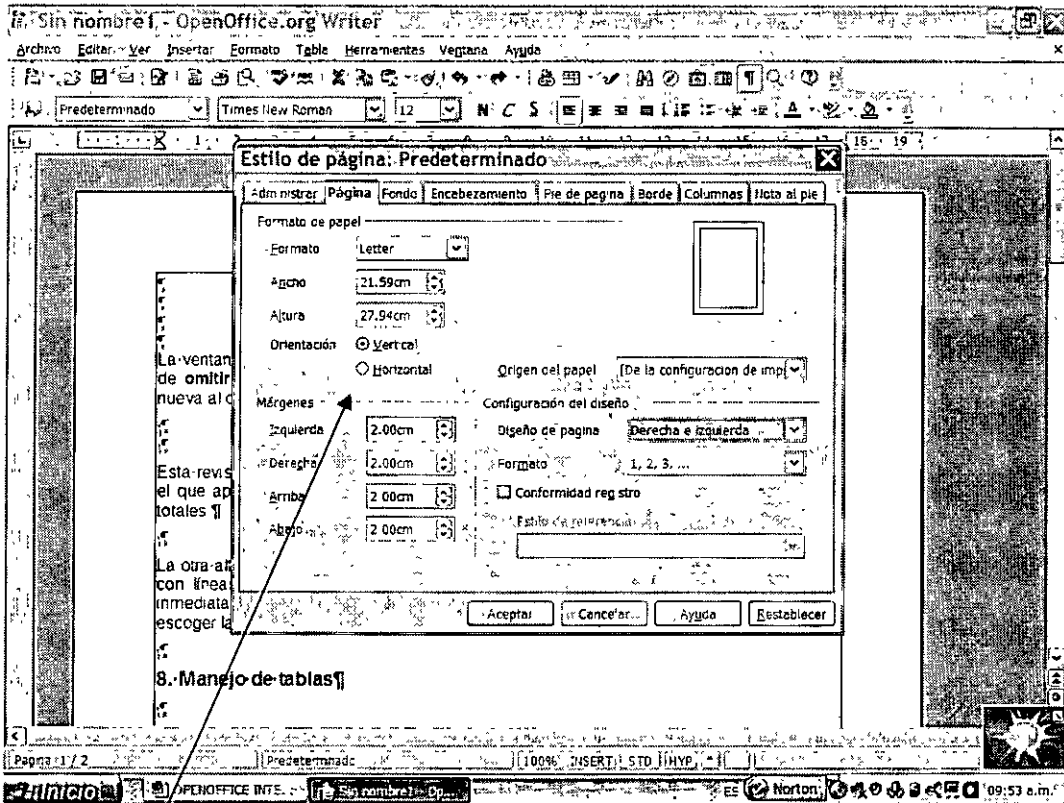 Sin nombre1 - OpenOffice.org Writer
Archivo Editar Ver Insertar Formato Tabla Herramientas Ventana Ayuda
Predeterminado Times New Roman 12 N C S
Estilo de página: Predeterminado
Administrar Página Fondo Encabezamiento Pie de pagina Borde Columnas Nota al pie
Formato de papel
Formato Letter
Ancho 21.59cm
Altura 27.94cm
Orientación Vertical
Horizontal
Origen del papel [De la configuracion de imp
Márgenes
Configuración del diseño
Izquierda 2.00cm
Diseño de pagina Derecha e izquierda
Derecha 2.00cm
Formato 1, 2, 3, ...
Arriba 2 00cm
Conformidad registro
Abajo 2 00cm
Estilo de referencia
Aceptar Cancelar Ayuda Restablecer
La ventan
de omitir
nueva al
Esta revis
el que ap
totales ¶
La otra
con línea
inmediata
escoger la
8. Manejo de tablas¶
Pagina 1 / 2 Predeterminado 100% INSERT STD HYP *
Inicio OPENOFFICE INTE... Sin nombre1 - Op... ES Norton 09:53 a.m.